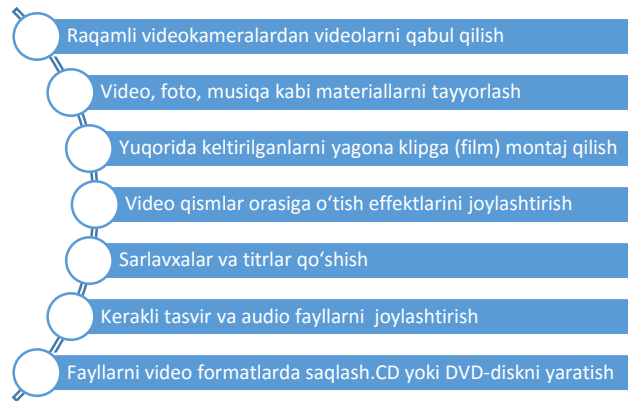 Raqamli videokameralardan videolarni qabul qilish
Video, foto, musiqa kabi materiallarni tayyorlash
Yuqorida keltirilganlarni yagona klipga (film) montaj qilish
Video qismlar orasiga o‘tish effektlarini joylashtirish
Sarlavxalar va titrlar qo‘shish
Kerakli tasvir va audio fayllarni joylashtirish
Fayllarni video formatlarda saqlash.CD yoki DVD-diskni yaratish